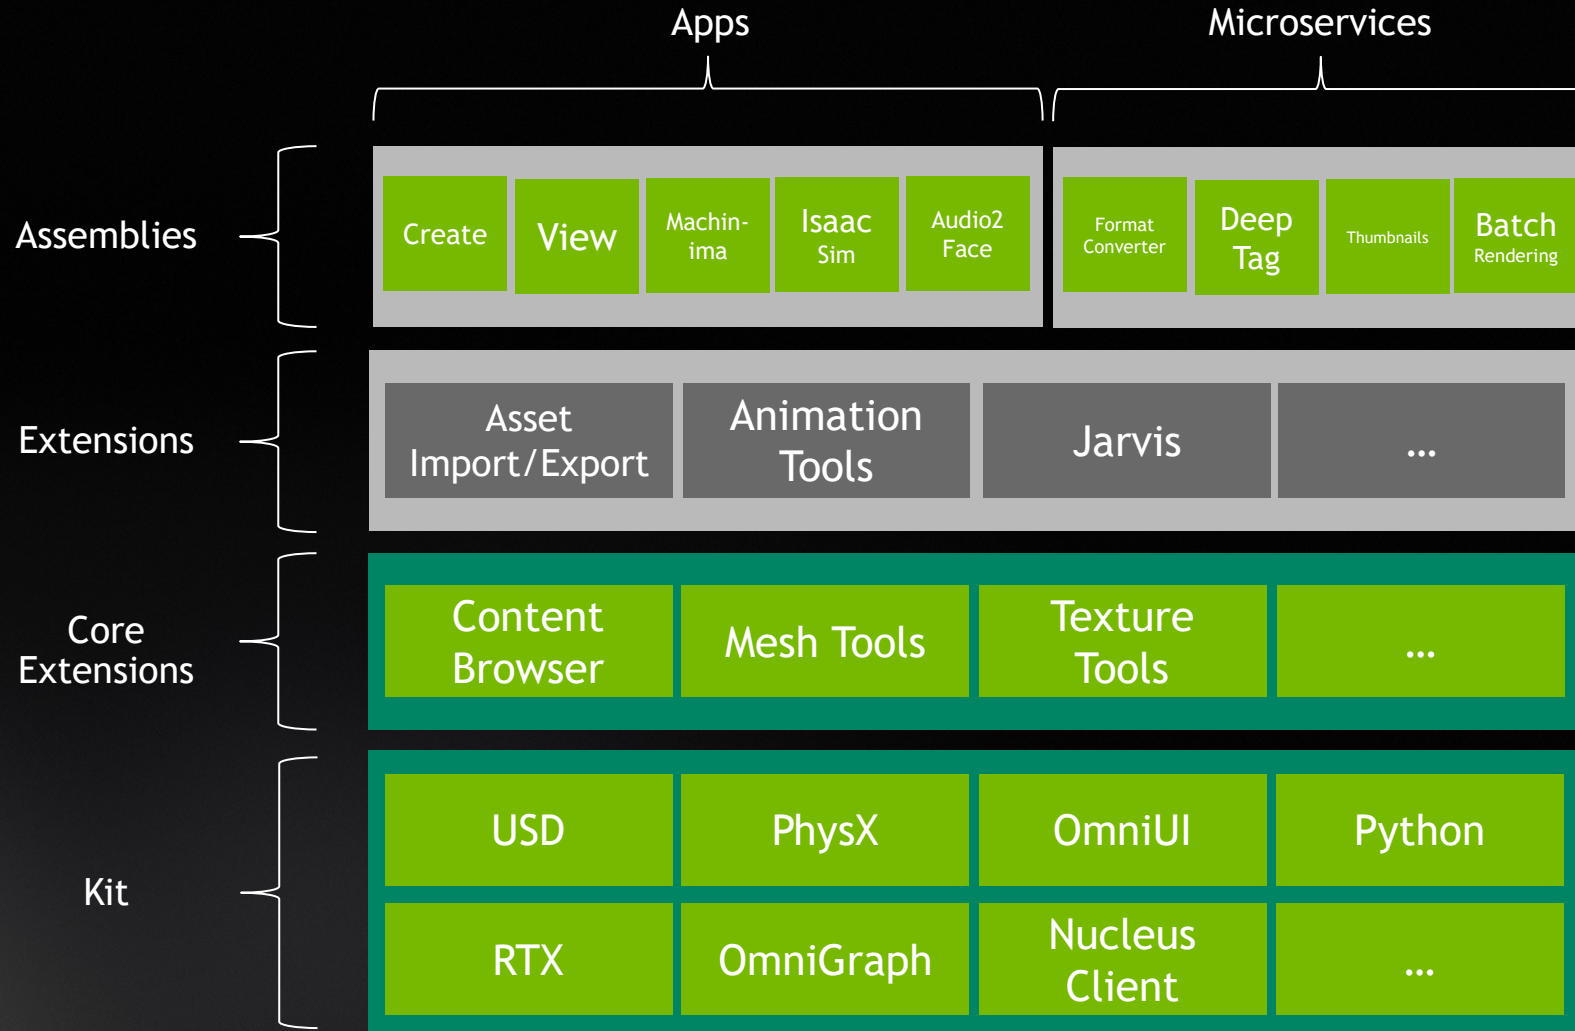 Apps
Microservices
Assemblies
Create
View
Machin-
ima
Isaac
Sim
Audio2
Face
Format
Converter
Deep
Tag
Thumbnails
Batch
Rendering
Extensions
Asset
Import/Export
Animation
Tools
Jarvis
…
Core
Extensions
Content
Browser
Mesh Tools
Texture
Tools
…
Kit
USD
PhysX
OmniUI
Python
RTX
OmniGraph
Nucleus
Client
…